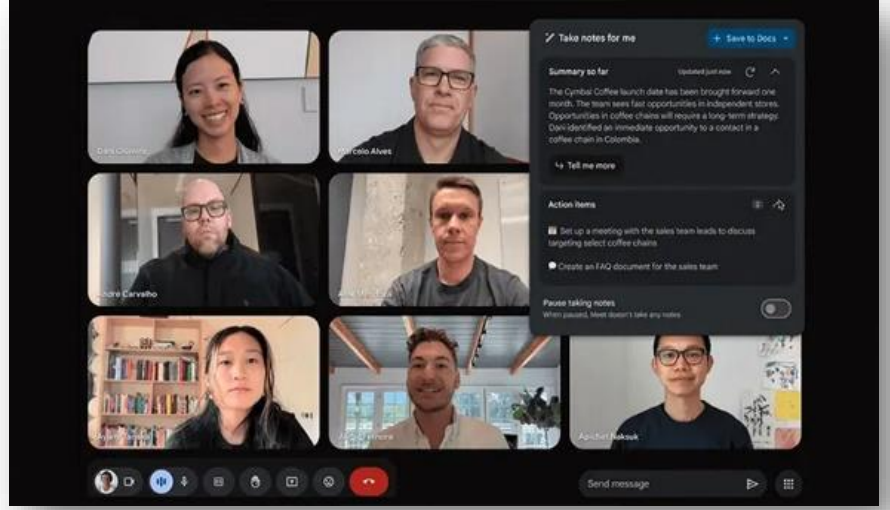 Take notes for me
+ Save to Docs
Summary so far
Updated just now
The Cymbal Coffee launch date has been brought forward one
month. The team sees fast opportunities in independent stores.
Opportunities in coffee chains will require a long-term strategy.
Dani identified an immediate opportunity to a contact in a
coffee chain in Colombia.
Tell me more
Action items
Set up a meeting with the sales team leads to discuss
targeting select coffee chains
Create an FAQ document for the sales team
Pause taking notes
When paused, Meet doesn't take any notes
Dani
Marcelo Alves
André Carvalho
Apichet Naksuk
Send message